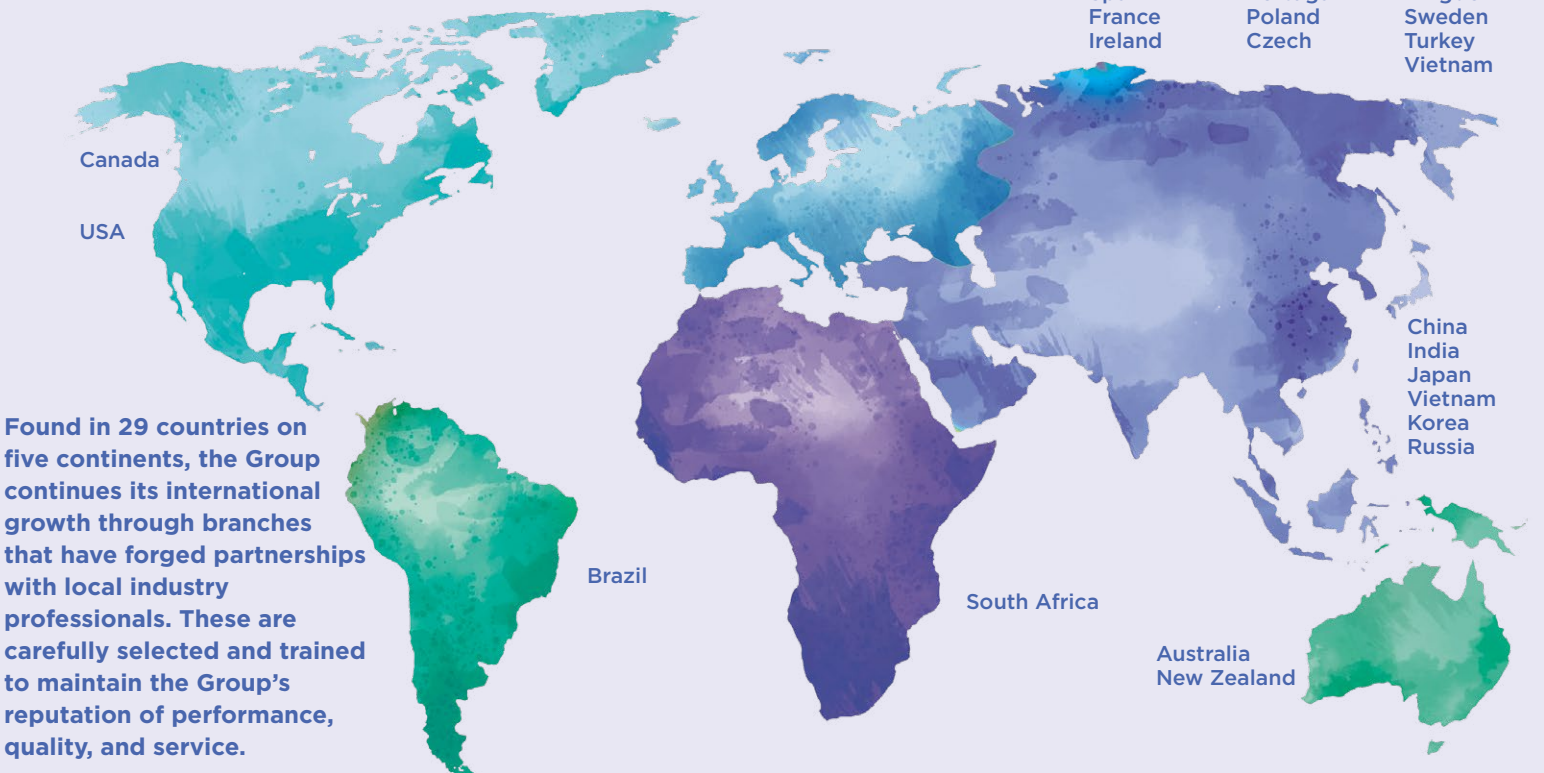 France
Ireland
Poland
Czech
Sweden
Turkey
Vietnam
Canada
USA
China
India
Japan
Vietnam
Korea
Russia
Found in 29 countries on
five continents, the Group
continues its international
growth through branches
that have forged partnerships
with local industry
professionals. These are
carefully selected and trained
to maintain the Group’s
reputation of performance,
quality, and service.
Brazil
South Africa
Australia
New Zealand